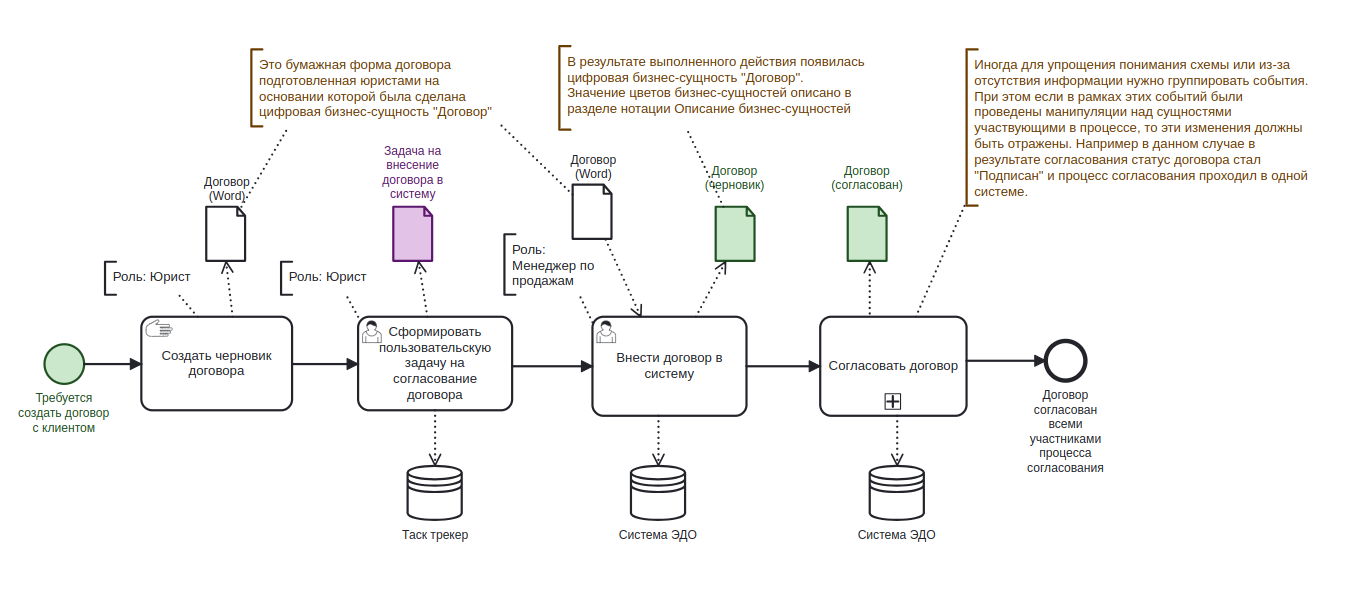 Это бумажная форма договора
подготовленная юристами на
основании которой была сделана
цифровая бизнес-сущность "Договор"
В результате выполненного действия появилась
цифровая бизнес-сущность "Договор".
Значение цветов бизнес-сущностей описано в
разделе нотации Описание бизнес-сущностей
Иногда для упрощения понимания схемы или из-за
отсутствия информации нужно группировать события.
При этом если в рамках этих событий были
проведены манипуляции над сущностями
участвующими в процессе, то эти изменения должны
быть отражены. Например в данном случае в
результате согласования статус договора стал
"Подписан" и процесс согласования проходил в одной
системе.
Договор
(Word)
Задача на
внесение
договора в
систему
Договор
(Word)
Договор
(черновик)
Договор
(согласован)
Роль: Юрист
Роль: Юрист
Роль:
Менеджер по
продажам
Требуется
создать договор
с клиентом
Создать черновик
договора
Сформировать
пользовательскую
задачу на
согласование
договора
Внести договор в
систему
Согласовать договор
Договор
согласован
всеми
участниками
процесса
согласования
Таск трекер
Система ЭДО
Система ЭДО